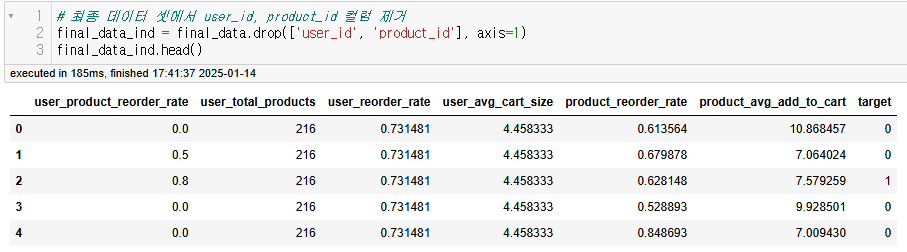 1 # 최종 데이터 셋에서 user_id, product_id 컬럼 제거
2 final_data_ind = final_data.drop(['user_id', 'product_id'], axis=1)
3 final_data_ind.head()
executed in 185ms, finished 17:41:37 2025-01-14
user_product_reorder_rate user_total_products user_reorder_rate user_avg_cart_size product_reorder_rate product_avg_add_to_cart target
0 0.0 216 0.731481 4.458333 0.613564 10.868457 0
1 0.5 216 0.731481 4.458333 0.679878 7.064024 0
2 0.8 216 0.731481 4.458333 0.628148 7.579259 1
3 0.0 216 0.731481 4.458333 0.528893 9.928501 0
4 0.0 216 0.731481 4.458333 0.848693 7.009430 0